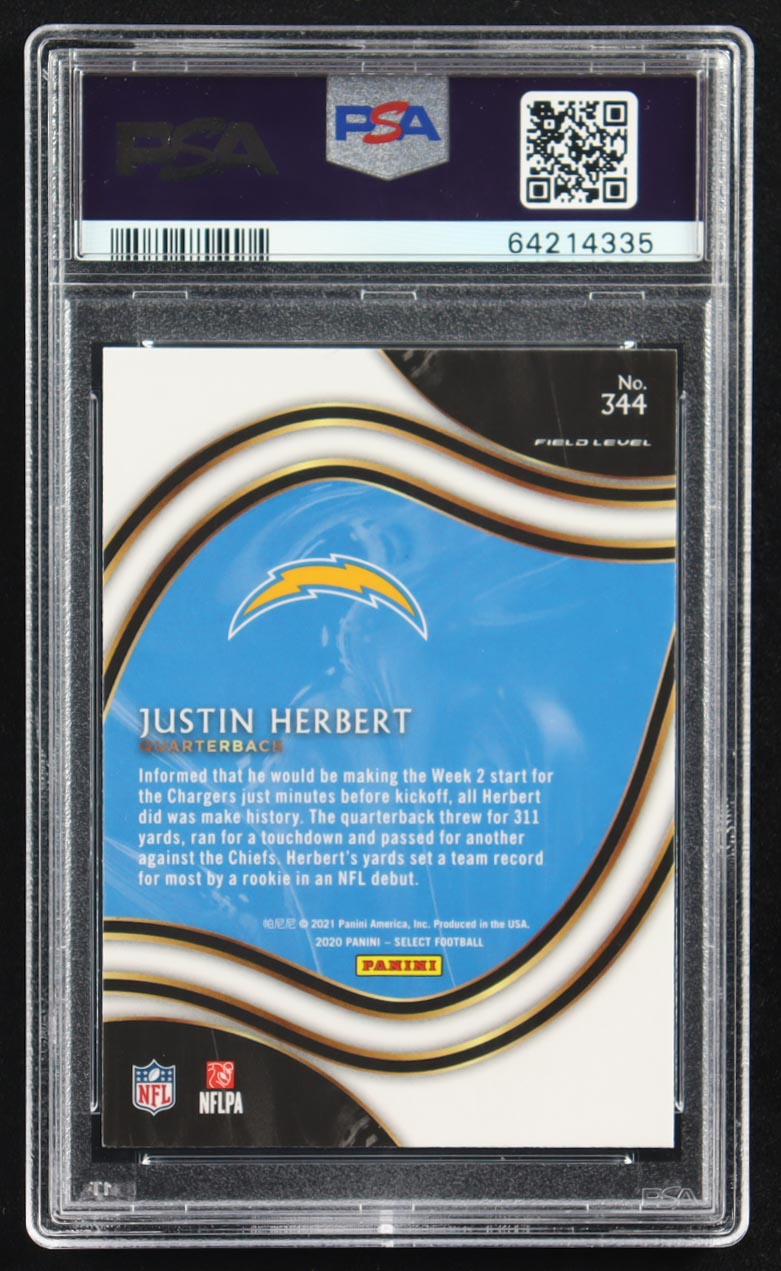 PSA
PSA
64214335
No.
344
FIELD LEVEL
JUSTIN HERBERT
QUARTERBACK
Informed that he would be making the Week 2 start for
the Chargers just minutes before kickoff, all Herbert
did was make history. The quarterback threw for 311
yards, ran for a touchdown and passed for another
against the Chiefs. Herbert's yards set a team record
for most by a rookie in an NFL debut.
帕尼尼 © 2021 Panini America, Inc. Produced in the USA.
2020 PANINI – SELECT FOOTBALL
PANINI
NFL
NFLPA
PSA